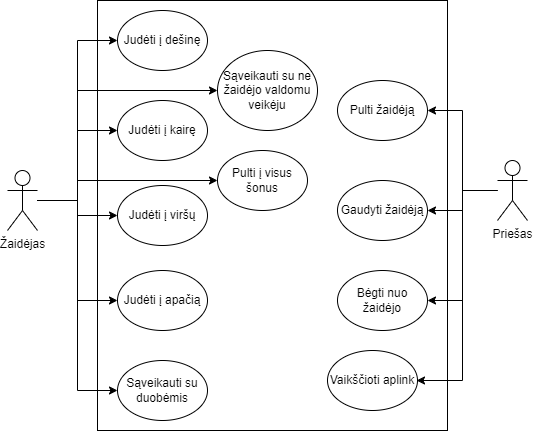 Judėti į dešinę
Sąveikauti su ne
žaidėjo valdomu
veikėju
Pulti žaidėją
Judėti į kairę
Pulti į visus
šonus
Judėti į viršų
Gaudyti žaidėją
Žaidėjas
Priešas
Judėti į apačią
Bėgti nuo
žaidėjo
Sąveikauti su
duobėmis
Vaikščioti aplink